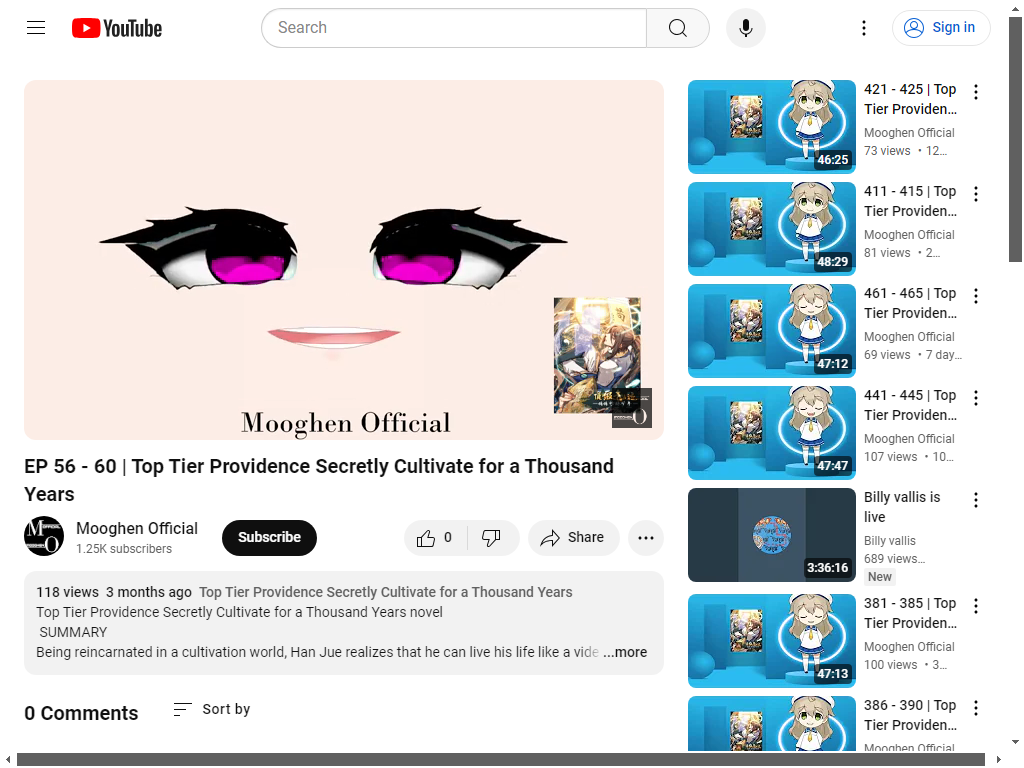 YouTube
Search
Sign in
Mooghen Official
EP 56 - 60 | Top Tier Providence Secretly Cultivate for a Thousand
Years
Mooghen Official
1.25K subscribers
Subscribe
0
Share
118 views 3 months ago Top Tier Providence Secretly Cultivate for a Thousand Years
Top Tier Providence Secretly Cultivate for a Thousand Years novel
SUMMARY
Being reincarnated in a cultivation world, Han Jue realizes that he can live his life like a vide ...more
0 Comments
Sort by
421 - 425 | Top
Tier Providen...
Mooghen Official
73 views • 12...
46:25
411 - 415 | Top
Tier Providen...
Mooghen Official
81 views • 2...
48:29
461 - 465 | Top
Tier Providen...
Mooghen Official
69 views • 7 day...
47:12
441 - 445 | Top
Tier Providen...
Mooghen Official
107 views • 10...
47:47
Billy vallis is
live
Billy vallis
689 views...
New
3:36:16
381 - 385 | Top
Tier Providen...
Mooghen Official
100 views • 3...
47:13
386 - 390 | Top
Tier Providen...
Mooghen Official